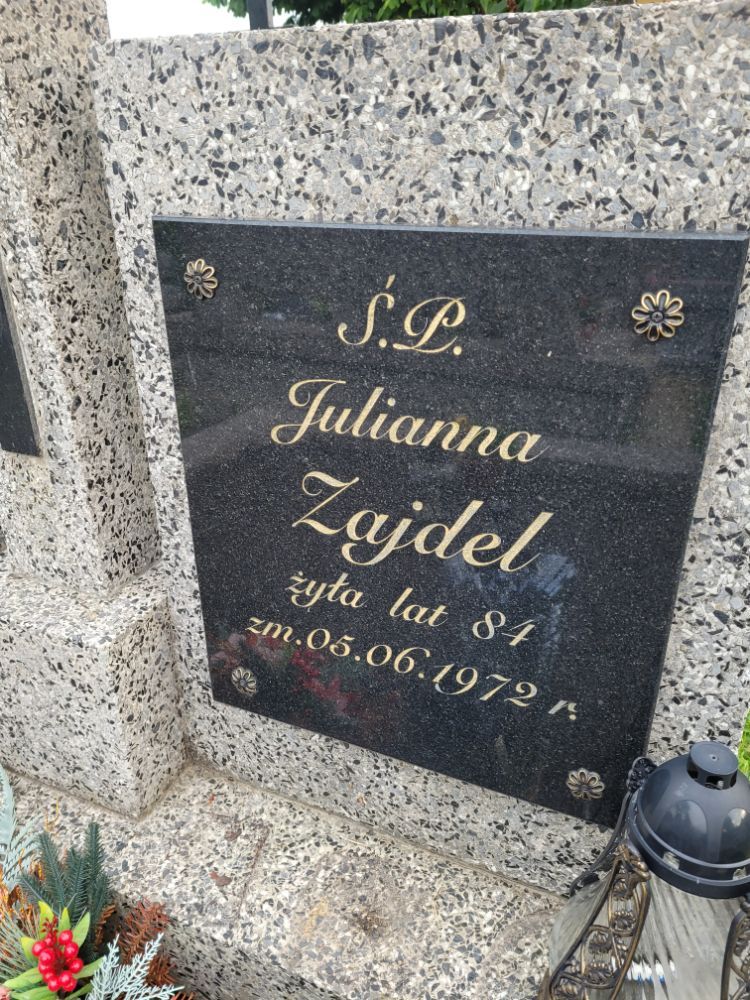 Ś.P.
Julianna
Zajdel
żyła lat 84
zm.05.06.1972 r.